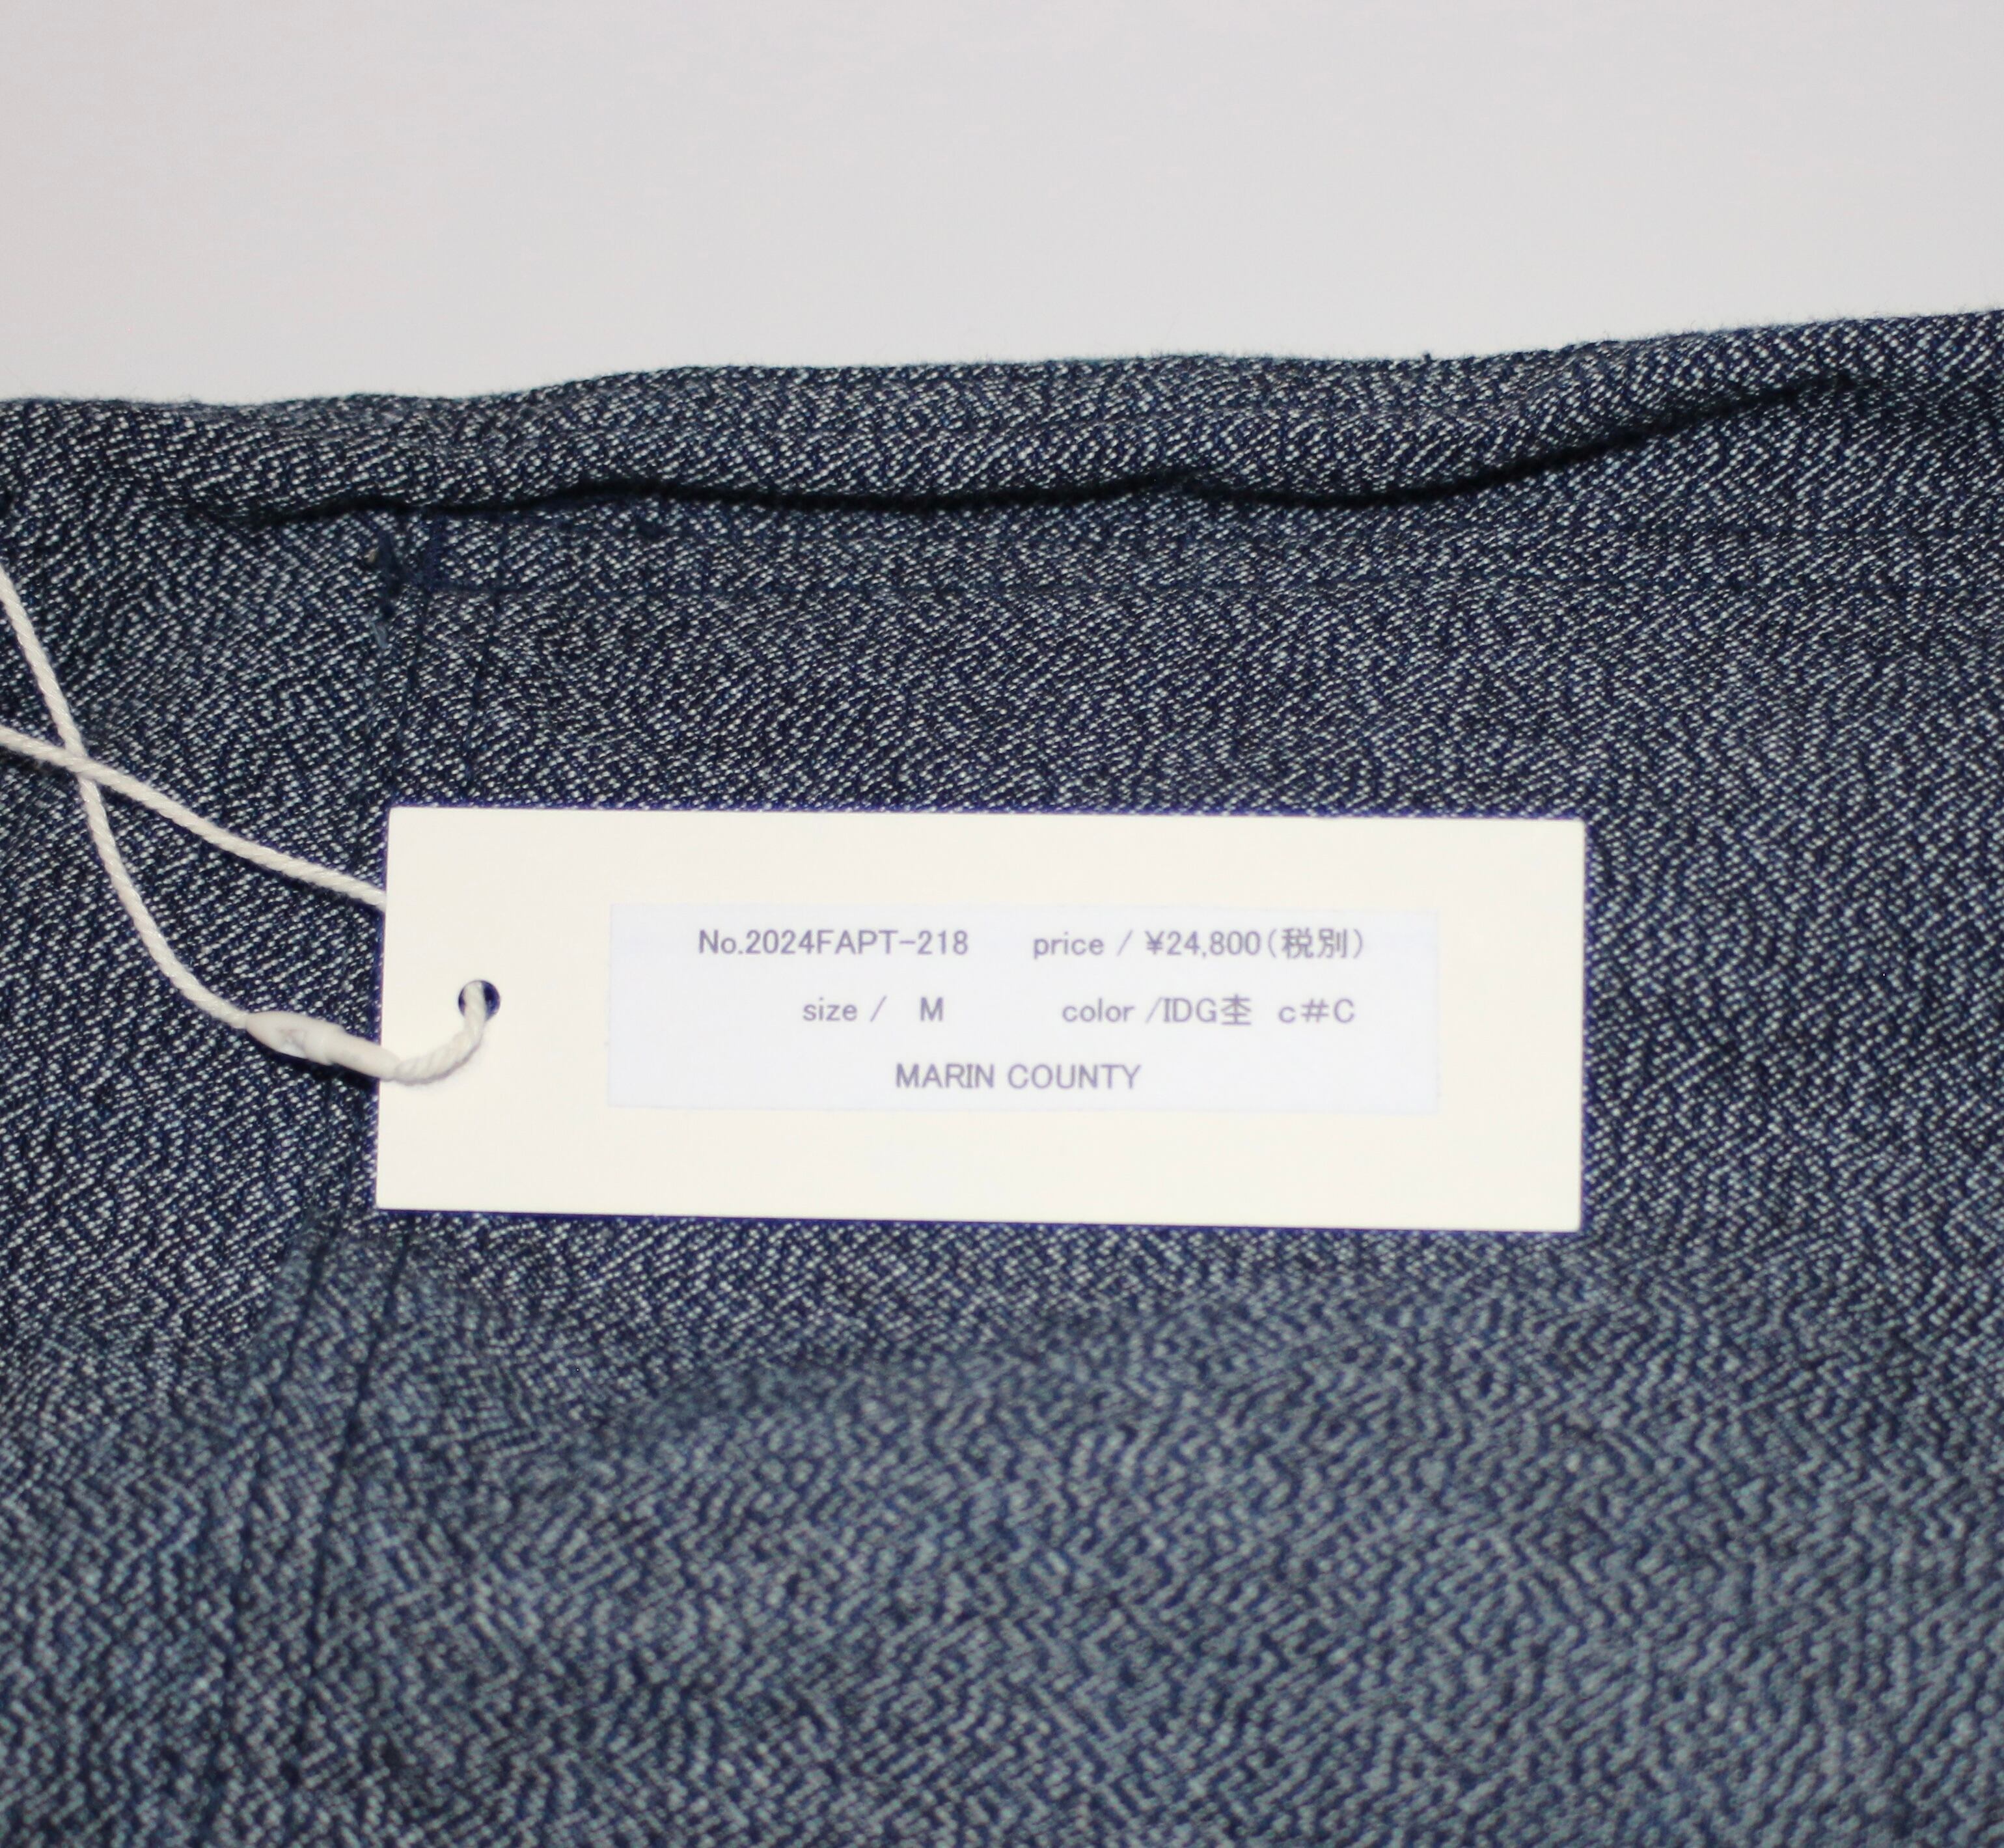 No.2024FAPT-218 price / ¥24,800(税別)
size / M color /IDG杢 c#C
MARIN COUNTY